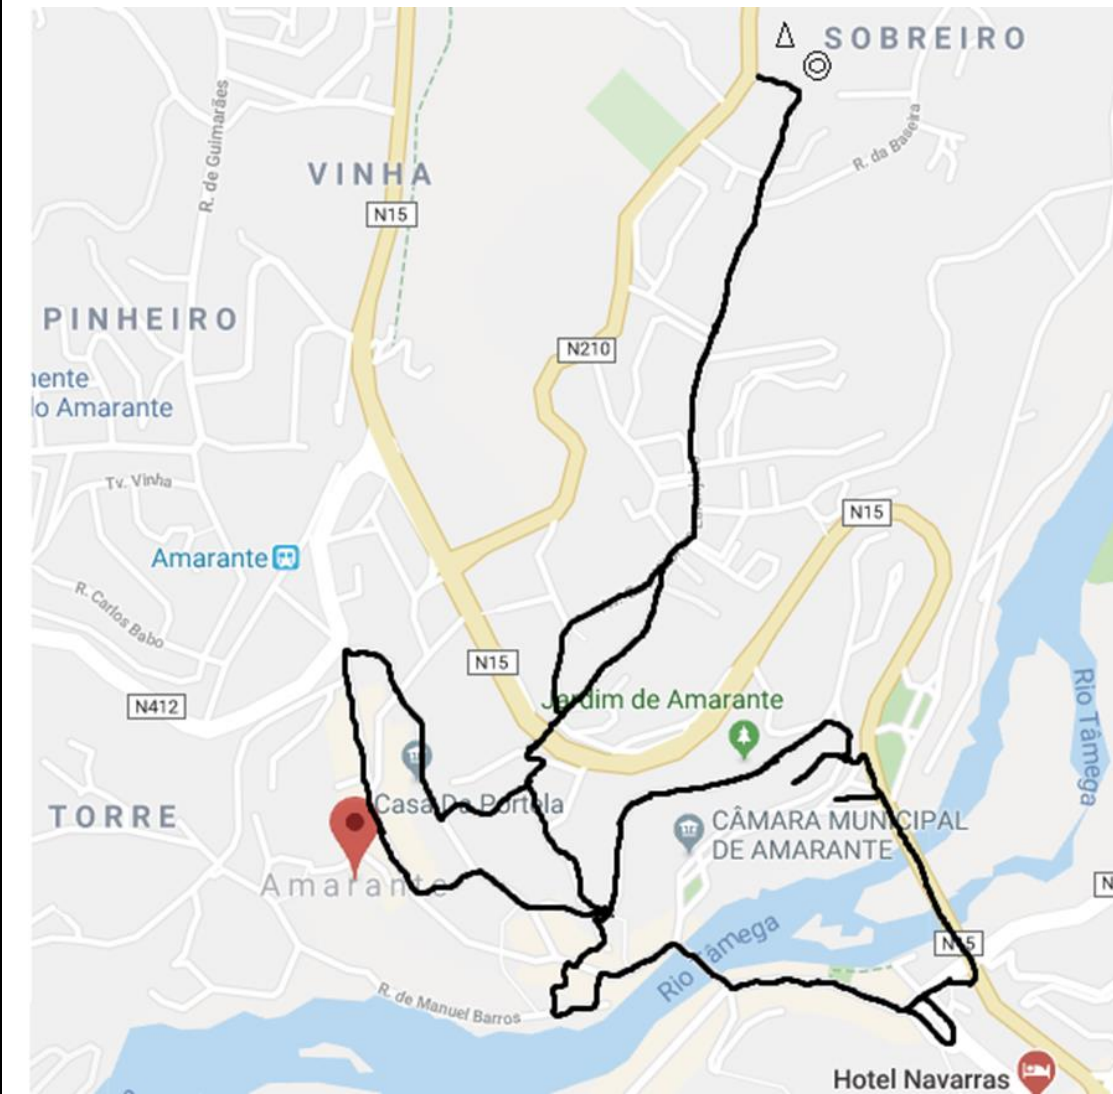 SOBREIRO
R. de Guimarães
R. da Baseira
VINHA
N15
PINHEIRO
N210
nente
lo Amarante
Tv. Vinha
N15
Amarante
R. Carlos Babo
N15
N412
Jardim de Amarante
Rio Tâmega
Casa Da Portela
TORRE
CÂMARA MUNICIPAL
DE AMARANTE
Amarante
N
N15
Rio Tâmega
R. de Manuel Barros
Hotel Navarras